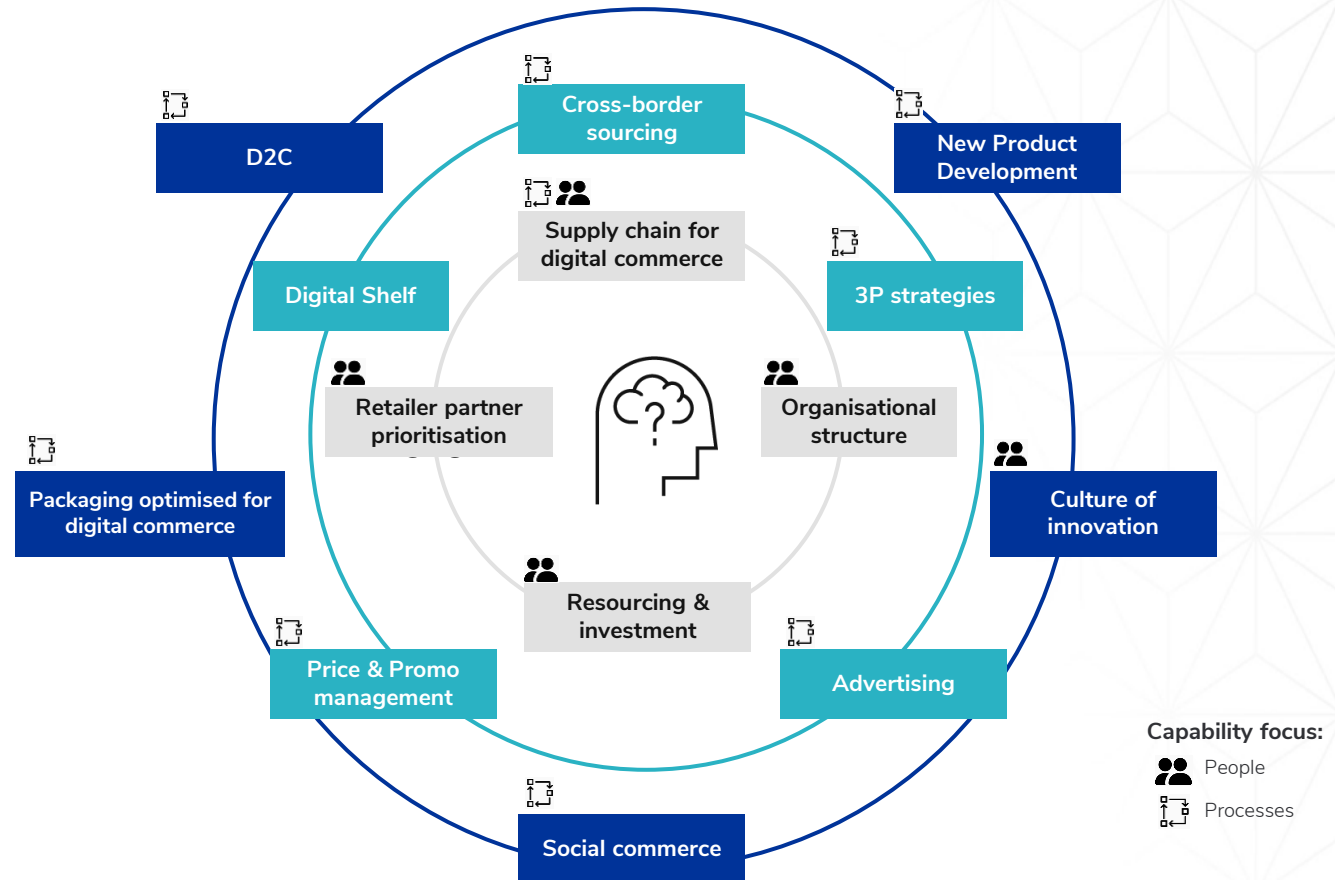 Cross-border
sourcing
D2C
New Product
Development
Supply chain for
digital commerce
Digital Shelf
3P strategies
Retailer partner
prioritisation
Organisational
structure
Packaging optimised for
digital commerce
Culture of
innovation
Resourcing &
investment
Price & Promo
management
Advertising
Social commerce
Capability focus:
People
Processes